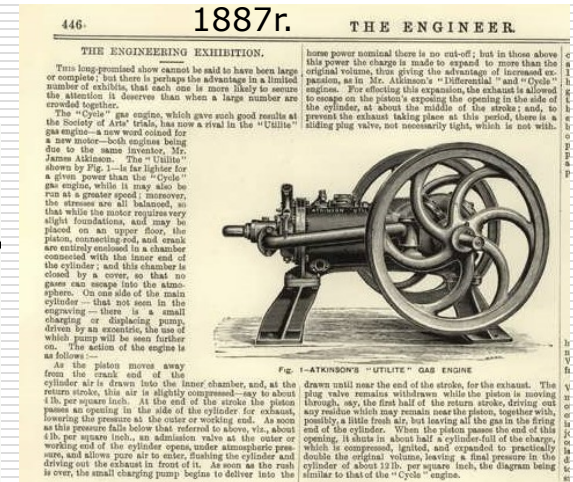 1887г.
446
THE ENGINEER.
THE ENGINEERING EXHIBITION.
THIS long-promised show cannot be said to have been large
or complete; but there is perhaps the advantage in a limited
number of exhibits, that each one is more likely to secure
the attention it deserves than when a large number are
crowded together.
The "Cycle" gas engine, which gave such good results at
the Society of Arts' trials, has now a rival in the "Utilite"
gas engine—a new word coined for
a new motor—both engines being
due to the same inventor, Mr.
James Atkinson. The "Utilite"
shown by Fig. 1—is far lighter for
a given power than the "Cycle"
gas engine, while it may also be
run at a greater speed; moreover,
the stresses are all balanced, so
that while the motor requires very
slight foundations, and may be
placed on an upper floor, the
piston, connecting-rod, and crank
are entirely enclosed in a chamber
connected with the inner end of
the cylinder; and this chamber is
closed by a cover, so that no
gases can escape into the atmo-
sphere. On one side of the main
cylinder — that not seen in the
engraving — there is a small
charging or displacing pump,
driven by an excentric, the use of
which pump will be seen further
on. The action of the engine is
as follows:—
As the piston moves away
from the crank end of the
cylinder air is drawn into the inner chamber, and, at the
return stroke, this air is slightly compressed—say to about
4 lb. per square inch. At the end of the stroke the piston
passes an opening in the side of the cylinder for exhaust,
lowering the pressure at the outer or working end. As soon
as this pressure falls below that referred to above, viz., about
4 lb. per square inch., an admission valve at the outer or
working end of the cylinder opens, under atmospheric pres-
sure, and allows pure air to enter, flushing the cylinder and
driving out the exhaust in front of it. As soon as the rush
is over, the small charging pump begins to deliver into the
horse power nominal there is no cut-off; but in those above
this power the charge is made to expand to more than the
original volume, thus giving the advantage of increased ex-
pansion, as in Mr. Atkinson's "Differential" and "Cycle"
engines. For effecting this expansion, the exhaust is allowed
to escape on the piston's exposing the opening in the side of
the cylinder, at about the middle of the stroke; and, to
prevent the exhaust taking place at this period, there is a
sliding plug valve, not necessarily tight, which is not with-
ATKINSON
Fig. 1—ATKINSON'S "UTILITE" GAS ENGINE
drawn until near the end of the stroke, for the exhaust. The
plug valve remains withdrawn while the piston is moving
through, say, the first half of the return stroke, driving out
any residue which may remain near the piston, together with,
possibly, a little fresh air, but leaving all the gas in the firing
end of the cylinder. When the piston passes the end of this
opening, it shuts in about half a cylinder-full of the charge,
which is compressed, ignited, and expanded to practically
double the original volume, leaving a final pressure in the
cylinder of about 12 lb. per square inch, the diagram being
similar to that of the "Cycle" engine.